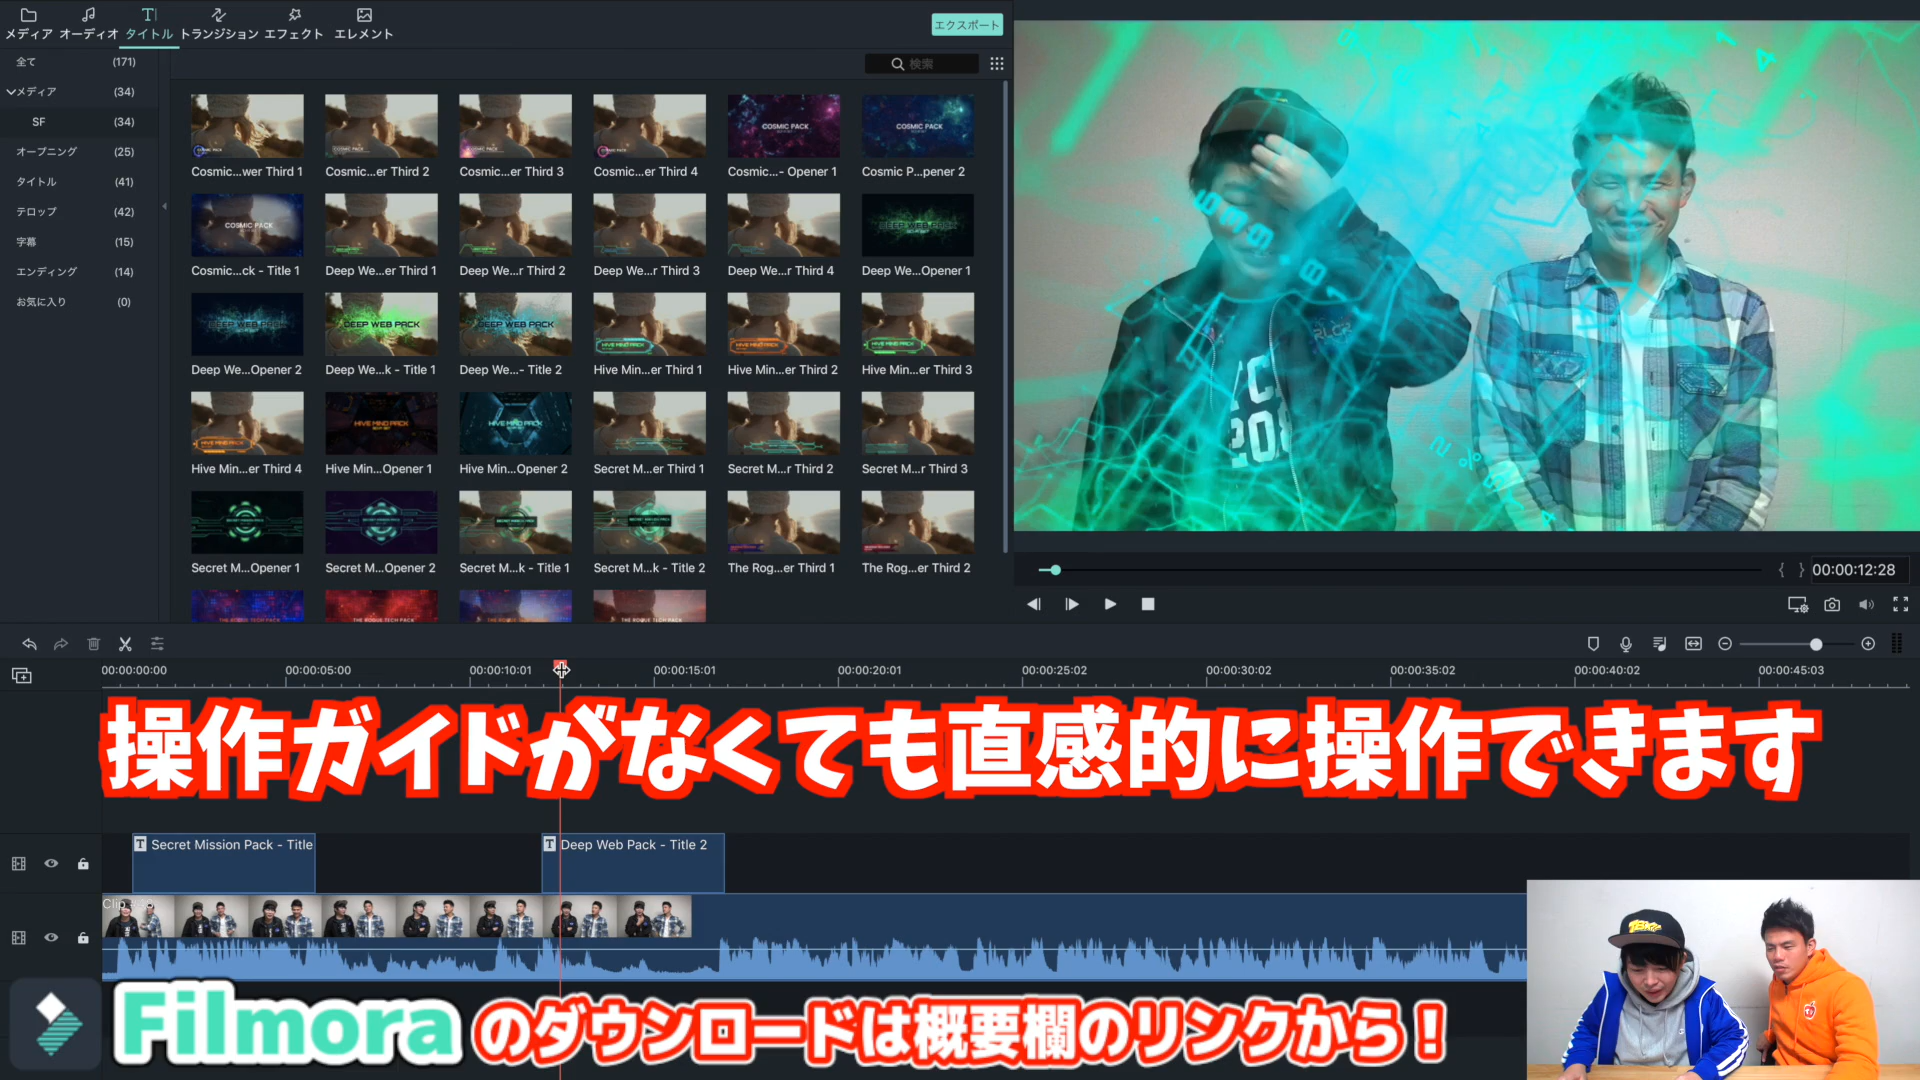 メディア オーディオ タイトル トランジション エフェクト エレメント
エクスポート
検索
全て (171)
メディア (34)
SF (34)
オープニング (25)
タイトル (41)
テロップ (42)
字幕 (15)
エンディング (14)
お気に入り (0)
Cosmic...wer Third 1 Cosmic...er Third 2 Cosmic...er Third 3 Cosmic...er Third 4 Cosmic...- Opener 1 Cosmic P...pener 2
Cosmic...ck - Title 1 Deep We...er Third 1 Deep We...r Third 2 Deep We...r Third 3 Deep We...r Third 4 Deep We...Opener 1
Deep We...Opener 2 Deep We...k - Title 1 Deep We...- Title 2 Hive Min...er Third 1 Hive Min...er Third 2 Hive Min...er Third 3
Hive Min...er Third 4 Hive Min...Opener 1 Hive Min...Opener 2 Secret M...er Third 1 Secret M...r Third 2 Secret M...r Third 3
Secret M...Opener 1 Secret M...Opener 2 Secret M...k - Title 1 Secret M...k - Title 2 The Rog...er Third 1 The Rog...er Third 2
COSMIC PACK
COSMIC PACK
COSMIC PACK
DEEP WEB PACK
DEEP WEB PACK
HIVE MIND PACK
HIVE MIND PACK
00:00:12:28
00:00:00:00 00:00:05:00 00:00:10:01 00:00:15:01 00:00:20:01 00:00:25:02 00:00:30:02 00:00:35:02 00:00:40:02 00:00:45:03
操作ガイドがなくても直感的に操作できます
T Secret Mission Pack - Title
T Deep Web Pack - Title 2
Filmora のダウンロードは概要欄のリンクから！